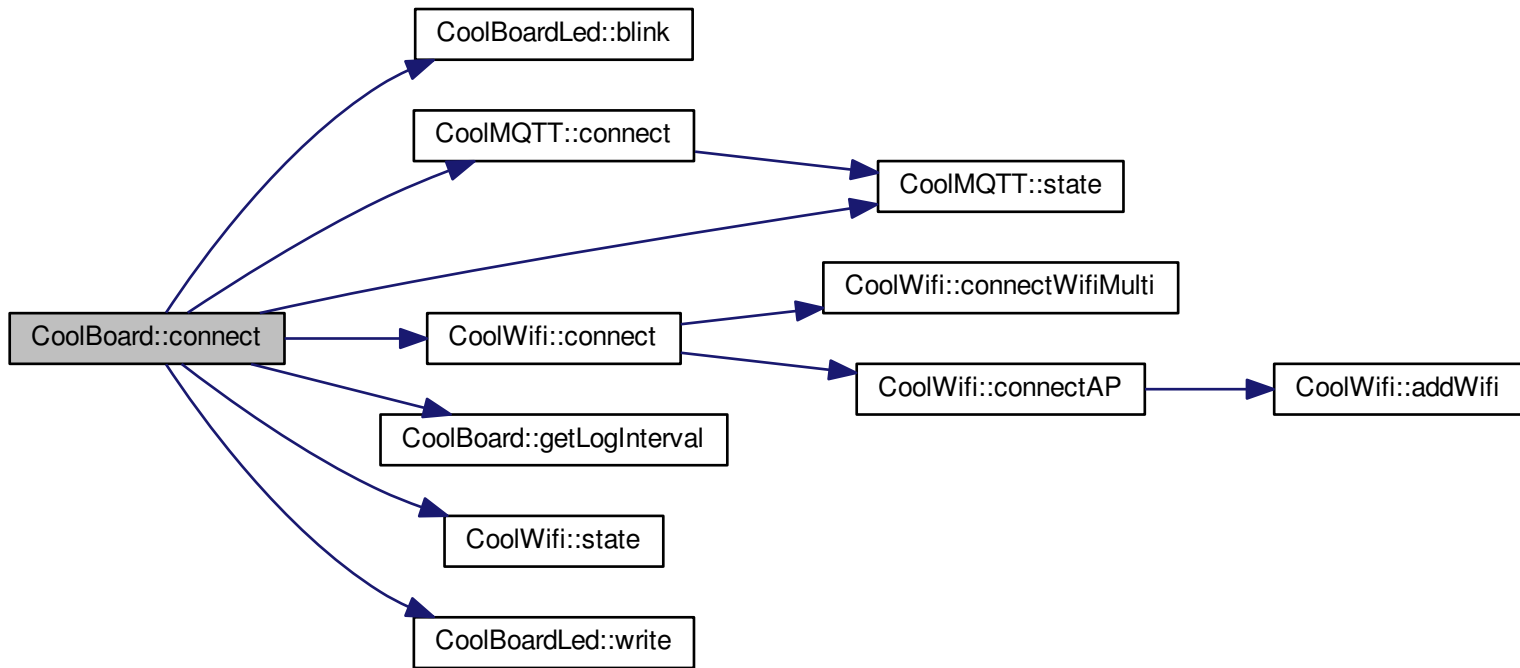 CoolBoardLed::blink
CoolMQTT::connect
CoolMQTT::state
CoolWifi::connectWifiMulti
CoolBoard::connect
CoolWifi::connect
CoolWifi::connectAP
CoolWifi::addWifi
CoolBoard::getLogInterval
CoolWifi::state
CoolBoardLed::write